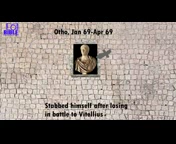 Otho, Jan 69-Apr 69
Stabbed himself after losing
in battle to Vitellius